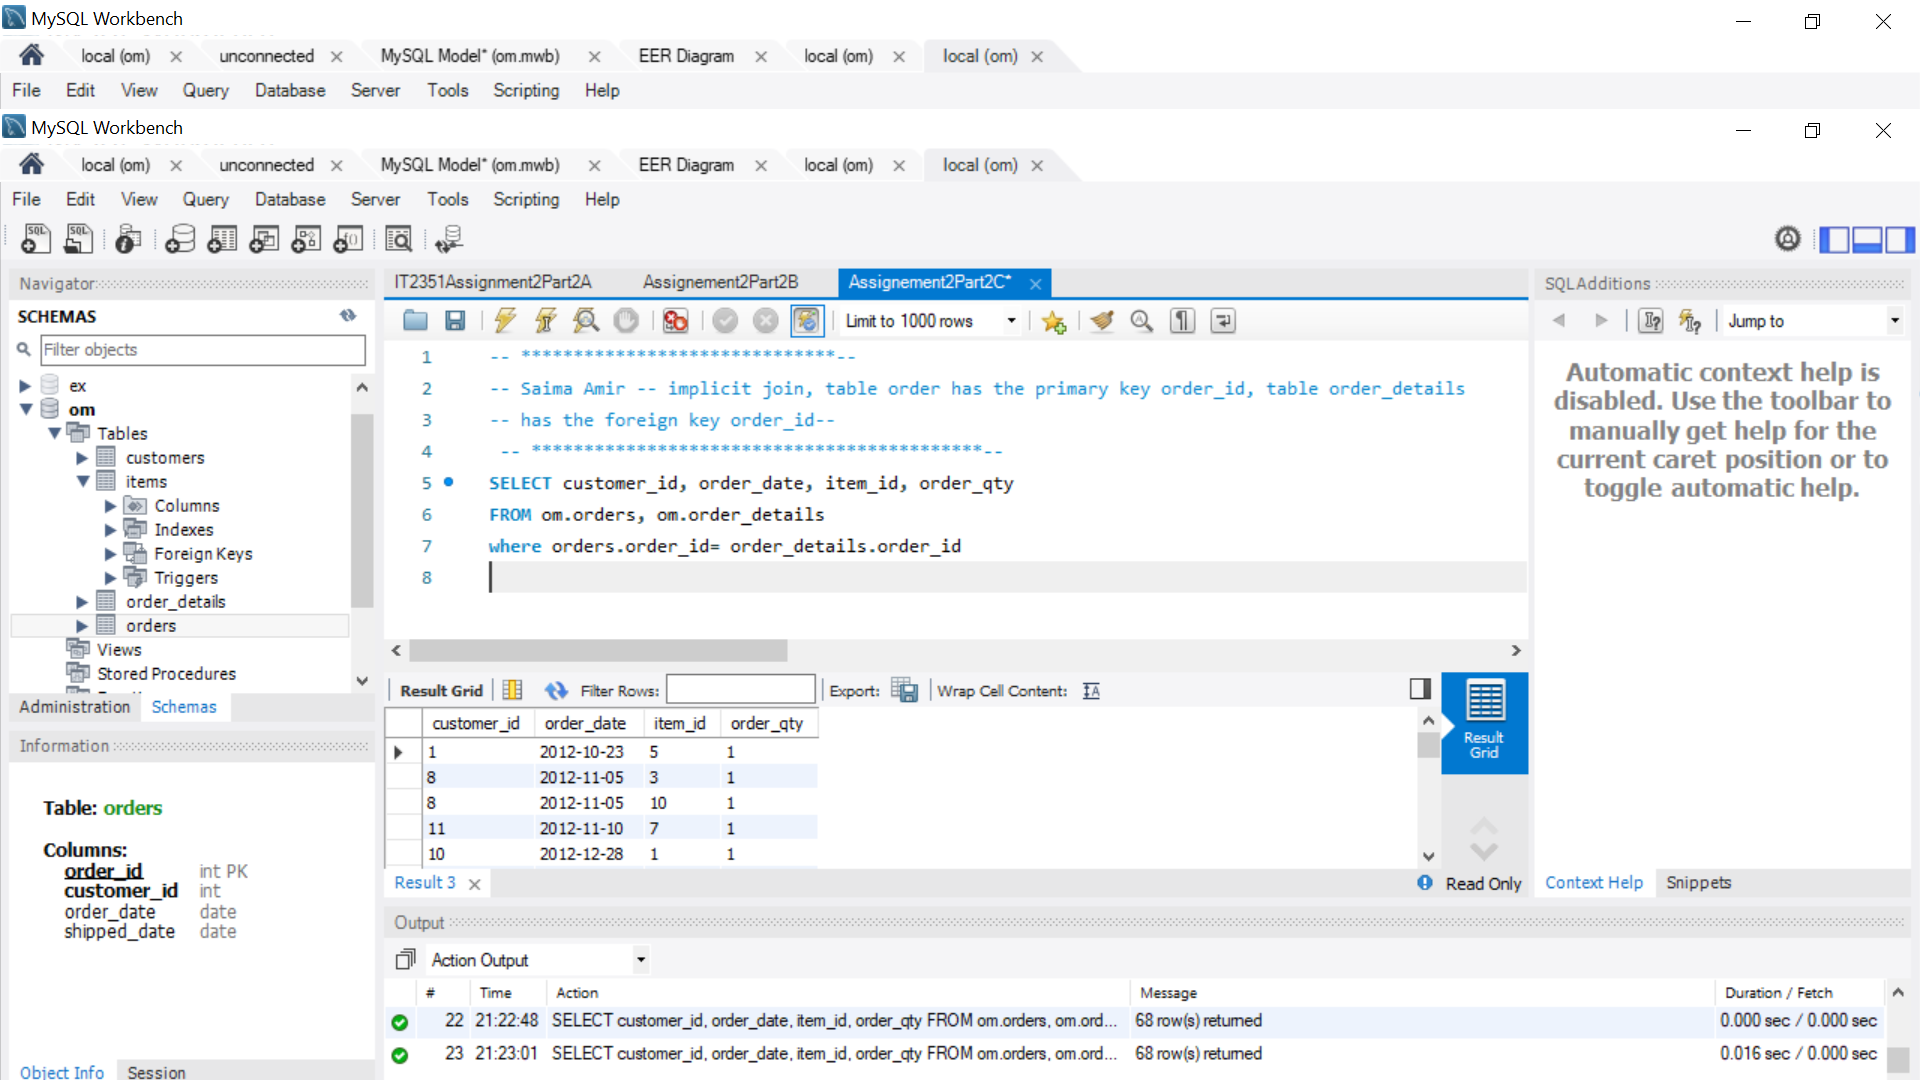 MySQL Workbench
local (om) unconnected MySQL Model* (om.mwb) EER Diagram local (om) local (om)
File Edit View Query Database Server Tools Scripting Help
MySQL Workbench
local (om) unconnected MySQL Model* (om.mwb) EER Diagram local (om) local (om)
File Edit View Query Database Server Tools Scripting Help
Navigator
SCHEMAS
Filter objects
ex
om
Tables
customers
items
Columns
Indexes
Foreign Keys
Triggers
order_details
orders
Views
Stored Procedures
Administration Schemas
Information
Table: orders
Columns:
order_id int PK
customer_id int
order_date date
shipped_date date
Object Info Session
IT2351Assignment2Part2A Assignement2Part2B Assignement2Part2C*
Limit to 1000 rows
1 -- ******************************--
2 -- Saima Amir -- implicit join, table order has the primary key order_id, table order_details
3 -- has the foreign key order_id--
4 -- *******************************************--
5 SELECT customer_id, order_date, item_id, order_qty
6 FROM om.orders, om.order_details
7 where orders.order_id= order_details.order_id
8
Result Grid Filter Rows: Export: Wrap Cell Content:
customer_id order_date item_id order_qty
1 2012-10-23 5 1
8 2012-11-05 3 1
8 2012-11-05 10 1
11 2012-11-10 7 1
10 2012-12-28 1 1
Result
Grid
Result 3 Read Only
SQLAdditions
Jump to
Automatic context help is
disabled. Use the toolbar to
manually get help for the
current caret position or to
toggle automatic help.
Context Help Snippets
Output
Action Output
# Time Action Message Duration / Fetch
22 21:22:48 SELECT customer_id, order_date, item_id, order_qty FROM om.orders, om.ord... 68 row(s) returned 0.000 sec / 0.000 sec
23 21:23:01 SELECT customer_id, order_date, item_id, order_qty FROM om.orders, om.ord... 68 row(s) returned 0.016 sec / 0.000 sec